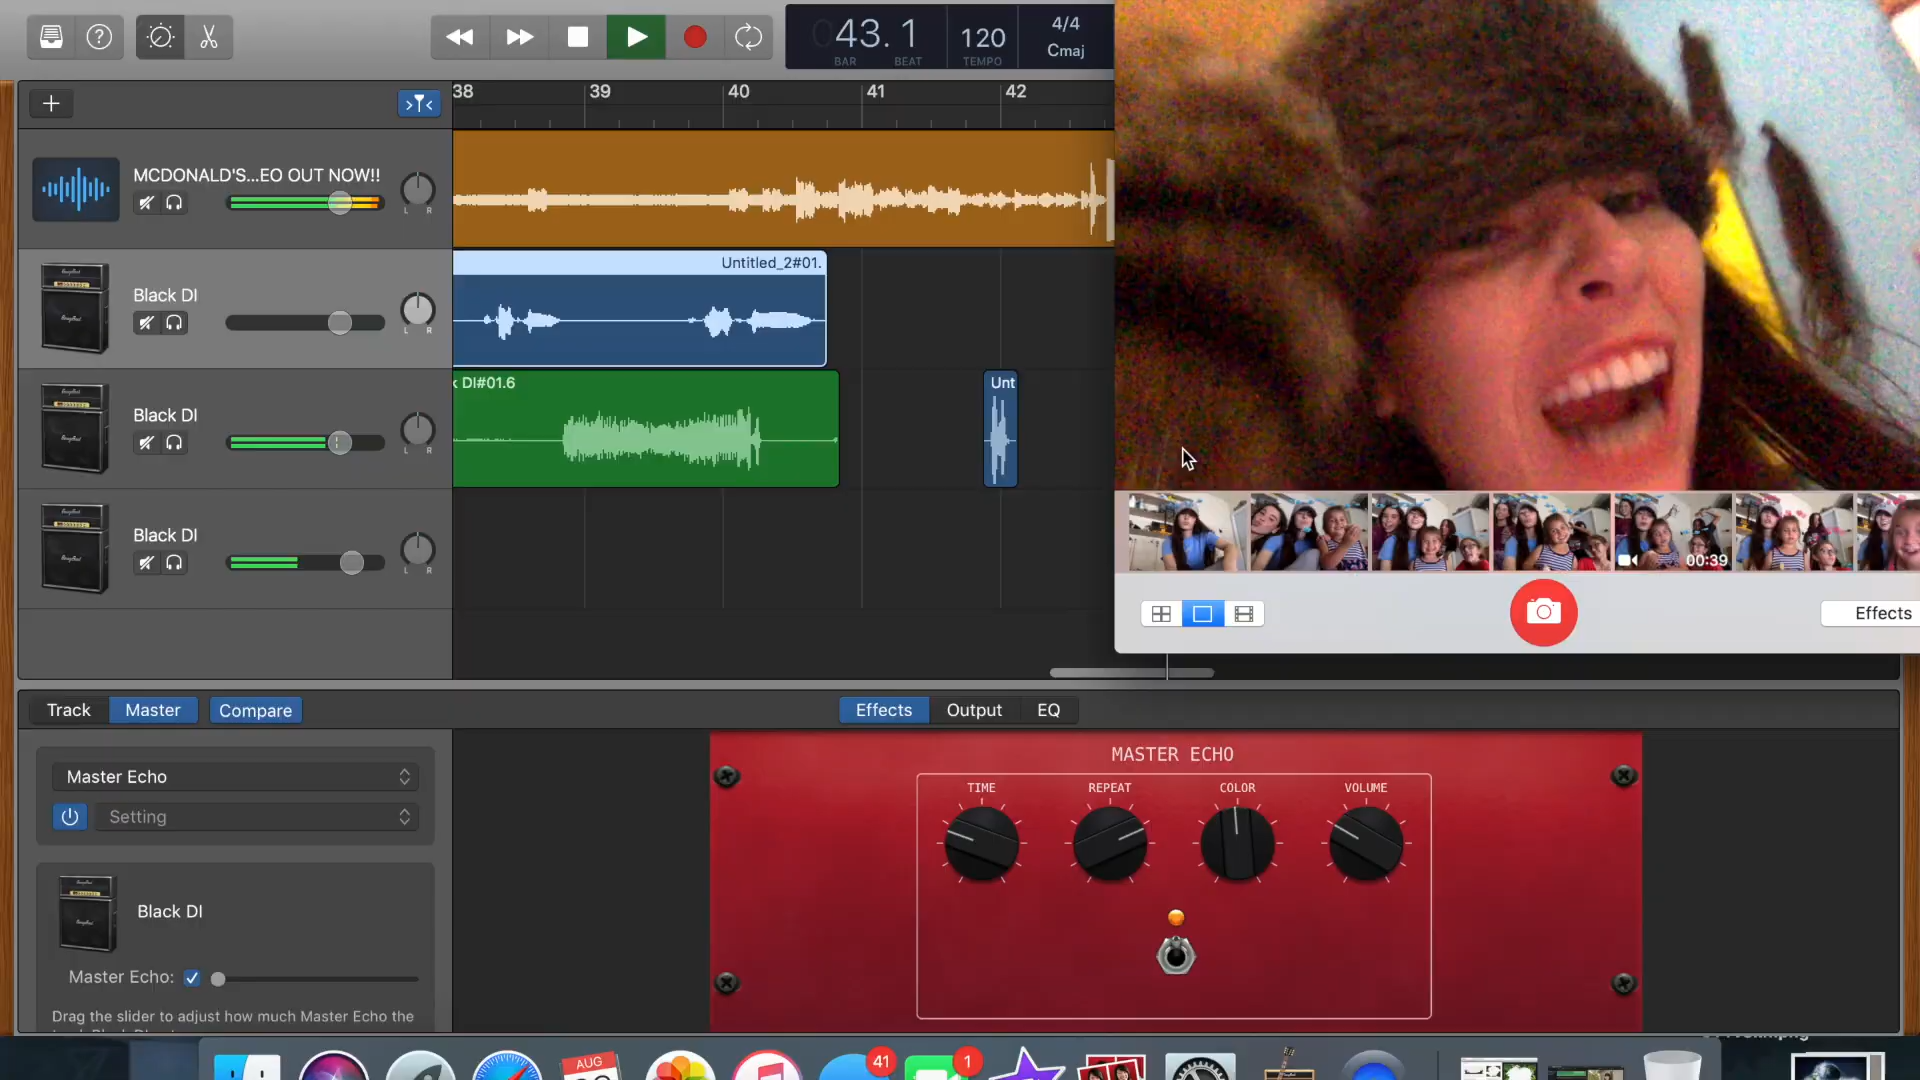 43. 1
BAR BEAT
120
TEMPO
4/4
Cmaj
38 39 40 41 42
MCDONALD'S...EO OUT NOW!!
L R
Untitled_2#01.
Black DI
L R
DI#01.6
Unt
Black DI
L R
Black DI
L R
00:39
Effects
Track Master Compare
Effects Output EQ
Master Echo
Setting
Black DI
Master Echo:
Drag the slider to adjust how much Master Echo the
MASTER ECHO
TIME REPEAT COLOR VOLUME
AUG
41
1